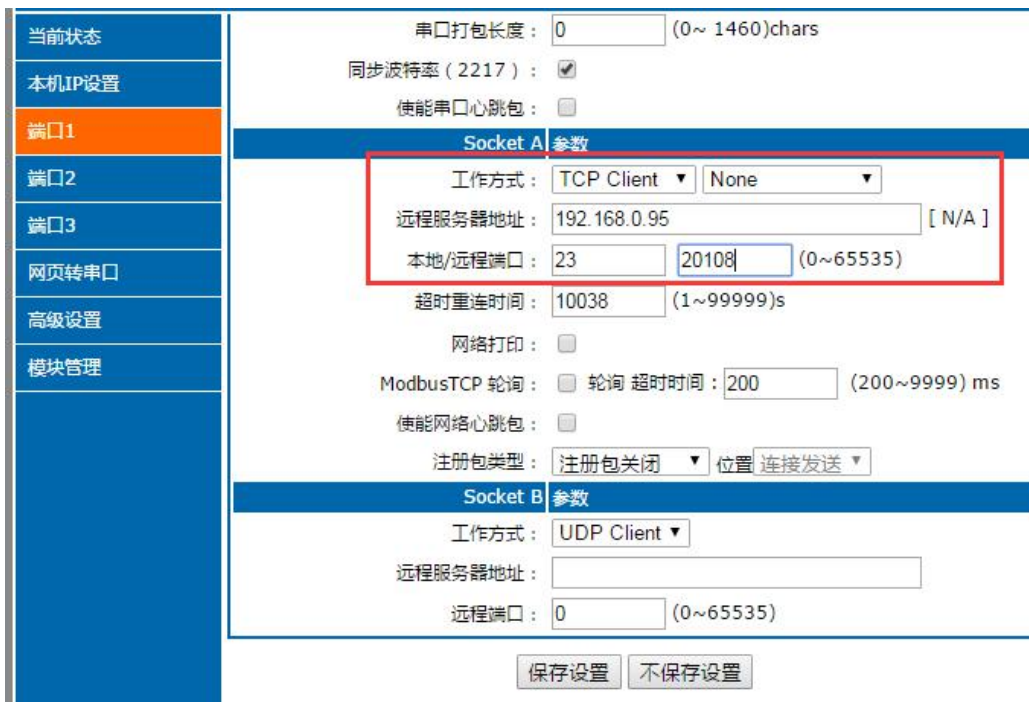 当前状态
本机IP设置
端口1
端口2
端口3
网页转串口
高级设置
模块管理
串口打包长度： 0 (0~ 1460)chars
同步波特率（2217）：
使能串口心跳包：
Socket A 参数
工作方式： TCP Client None
远程服务器地址： 192.168.0.95 [ N/A ]
本地/远程端口： 23 20108 (0~65535)
超时重连时间： 10038 (1~99999)s
网络打印：
ModbusTCP 轮询： 轮询 超时时间：200 (200~9999) ms
使能网络心跳包：
注册包类型： 注册包关闭 位置 连接发送
Socket B 参数
工作方式： UDP Client
远程服务器地址：
远程端口： 0 (0~65535)
保存设置 不保存设置